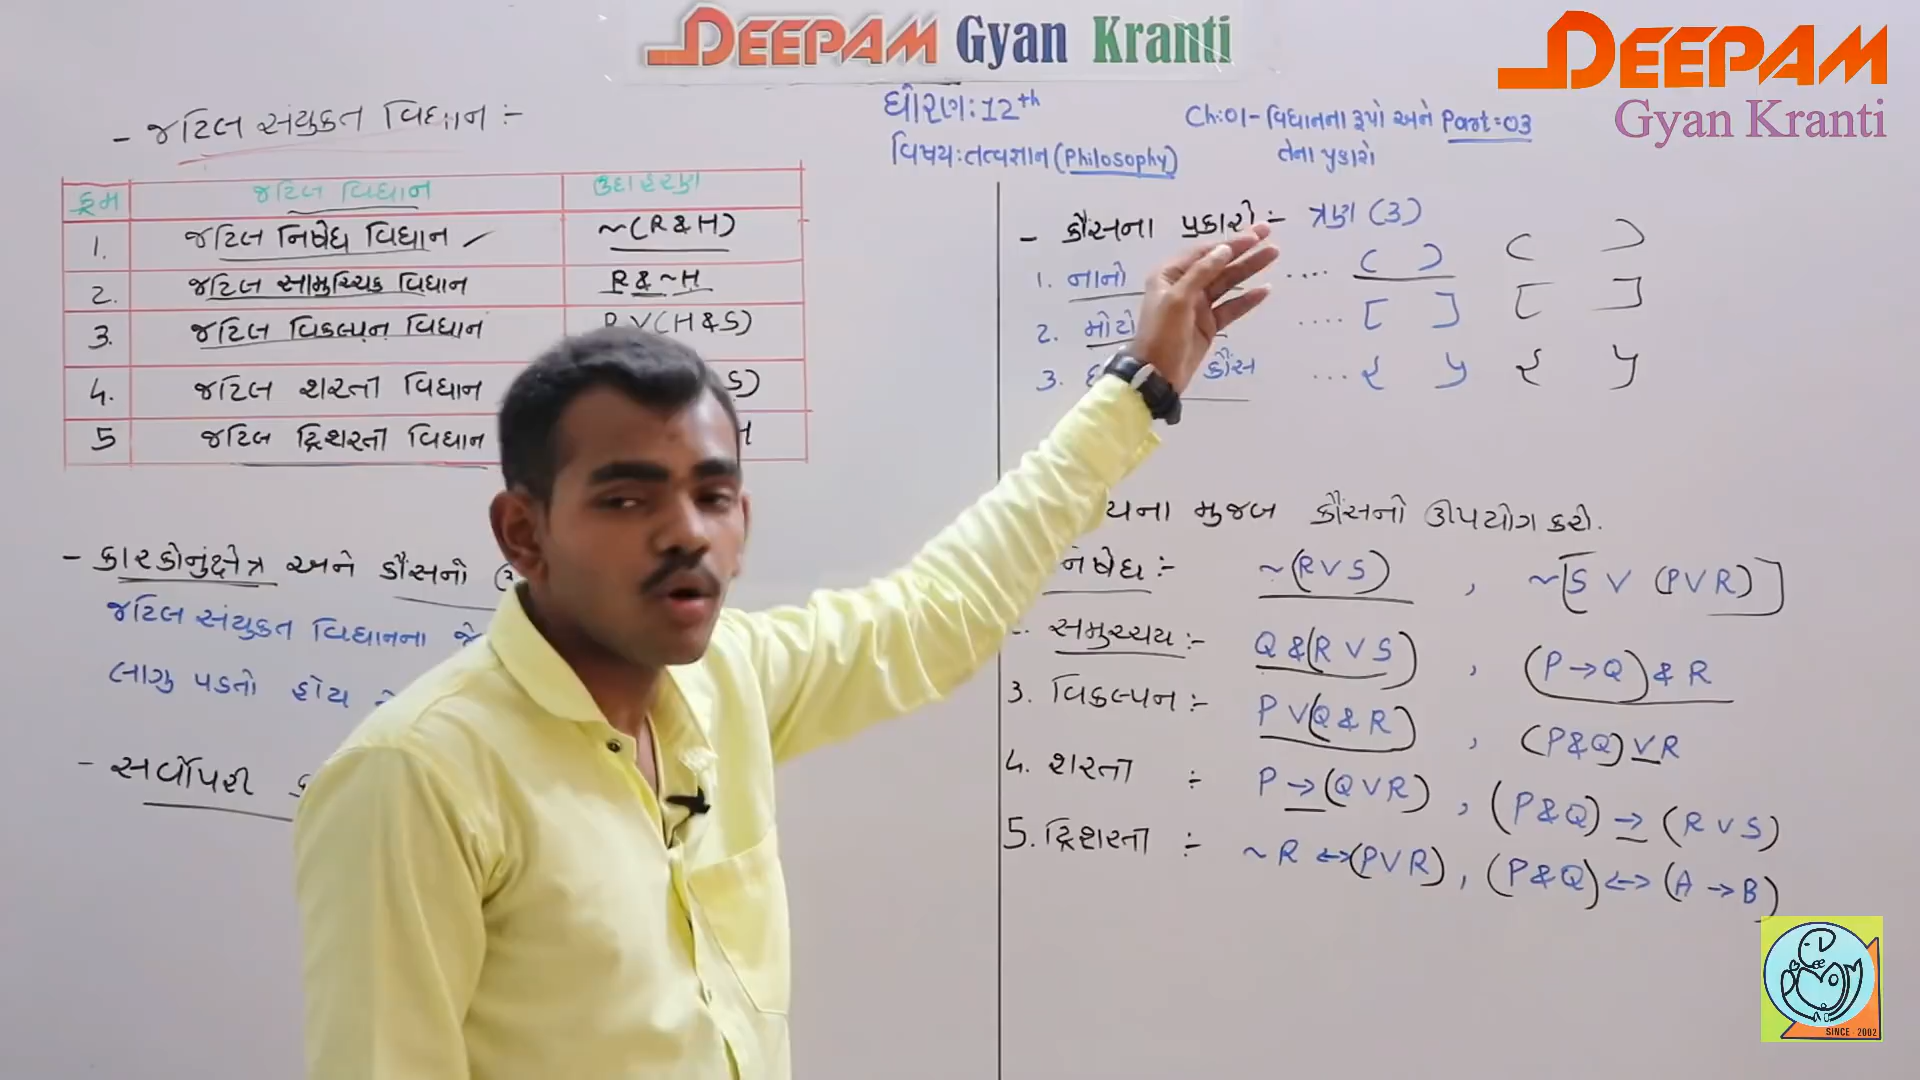 DEEPAM Gyan Kranti
DEEPAM
Gyan Kranti
ધોરણ: 12th
વિષય: તત્વજ્ઞાન (Philosophy)
Ch:01 - વિધાનના રૂપો અને Part=03
તેના પ્રકારો
- જટિલ સંયુક્ત વિધાન :-
ક્રમ જટિલ વિધાન ઉદાહરણ
1. જટિલ નિષેધ વિધાન ~(R&H)
2. જટિલ સામુચ્ચિક વિધાન R & ~H
3. જટિલ વિકલ્પન વિધાન R V (H&S)
4. જટિલ શરતી વિધાન S)
5 જટિલ દ્વિશરતી વિધાન H
- કારકોનુંક્ષેત્ર અને કૌંસનો
જટિલ સંયુક્ત વિધાનના જે
લાગુ પડતો હોય
- સર્વોપરી
- કૌંસના પ્રકારો :- ત્રણ (3)
1. નાનો .... ( ) ( )
2. મોટો .... [ ] [ ]
3. કૌંસ ... { } { }
મુજબ કૌંસનો ઊપયોગ કરો.
નિષેધ :- ~(R V S) , ~[S V (P V R)]
સમુચ્ચય :- Q & (R V S) , (P → Q) & R
3. વિકલ્પન :- P V (Q & R) , (P & Q) V R
4. શરતી :- P → (Q V R) , (P & Q) → (R V S)
5. દ્વિશરતી :- ~R ↔ (P V R) , (P & Q) ↔ (A → B)
SINCE - 2002